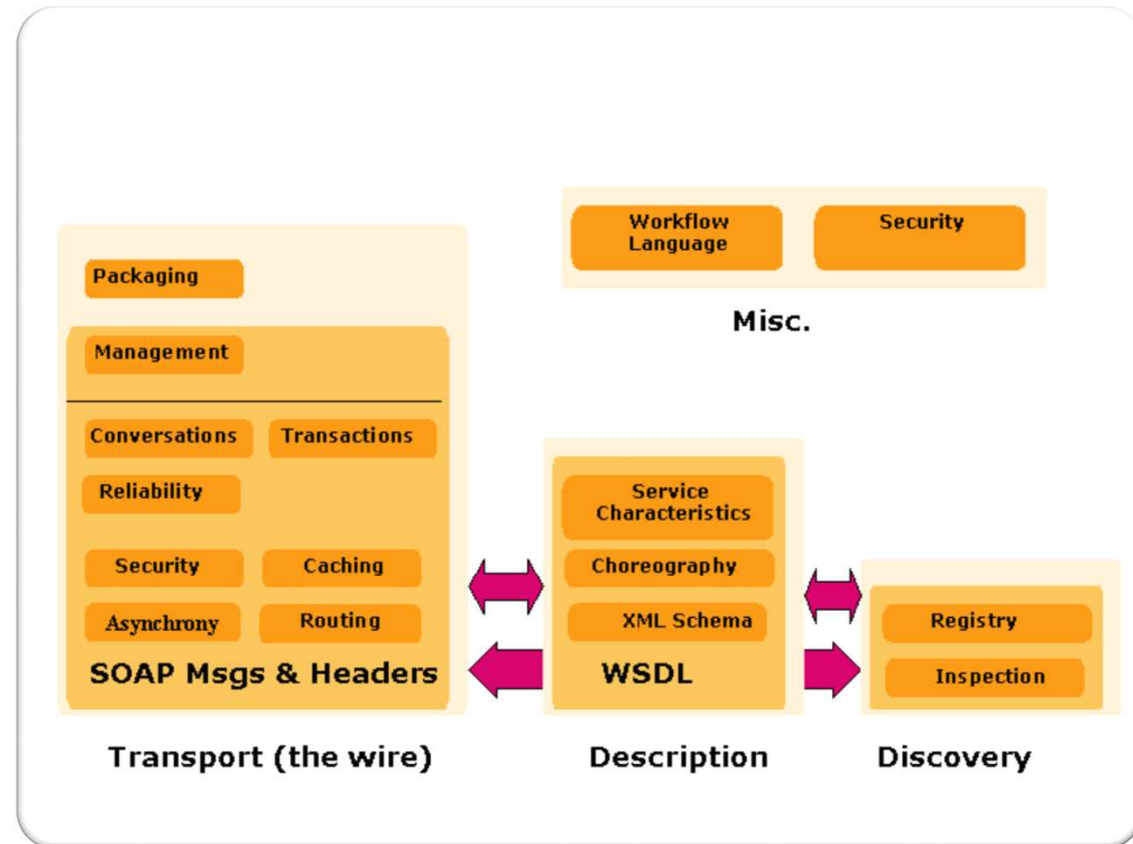 Workflow
Language
Security
Misc.
Packaging
Management
Conversations
Transactions
Reliability
Security
Caching
Asynchrony
Routing
SOAP Msgs & Headers
Transport (the wire)
Service
Characteristics
Choreography
XML Schema
WSDL
Description
Registry
Inspection
Discovery